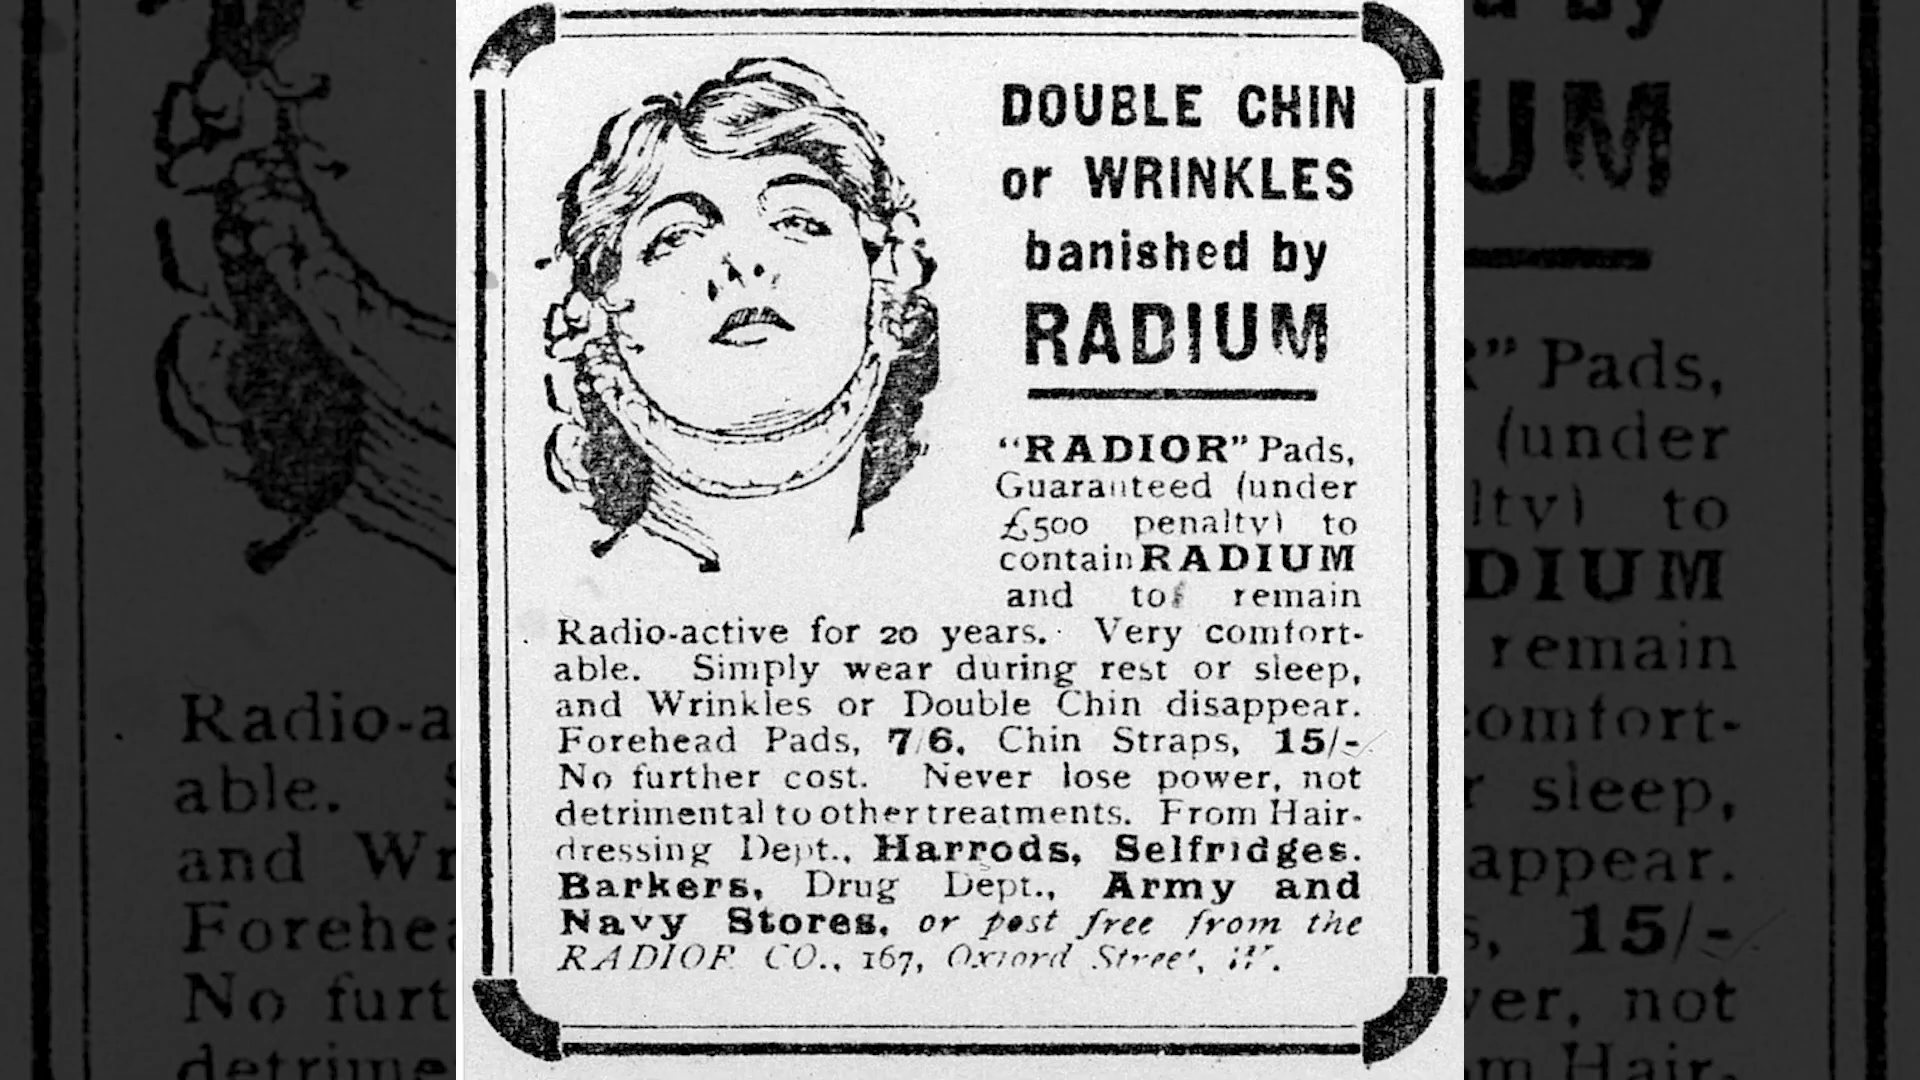 DOUBLE CHIN
or WRINKLES
banished by
RADIUM
"RADIOR" Pads,
Guaranteed (under
£500 penalty) to
contain RADIUM
and to remain
Radio-active for 20 years. Very comfort-
able. Simply wear during rest or sleep,
and Wrinkles or Double Chin disappear.
Forehead Pads, 7/6, Chin Straps, 15/-
No further cost. Never lose power, not
detrimental to other treatments. From Hair-
dressing Dept., Harrods, Selfridges.
Barkers, Drug Dept., Army and
Navy Stores, or post free from the
RADIOR CO., 167, Oxford Street, W.